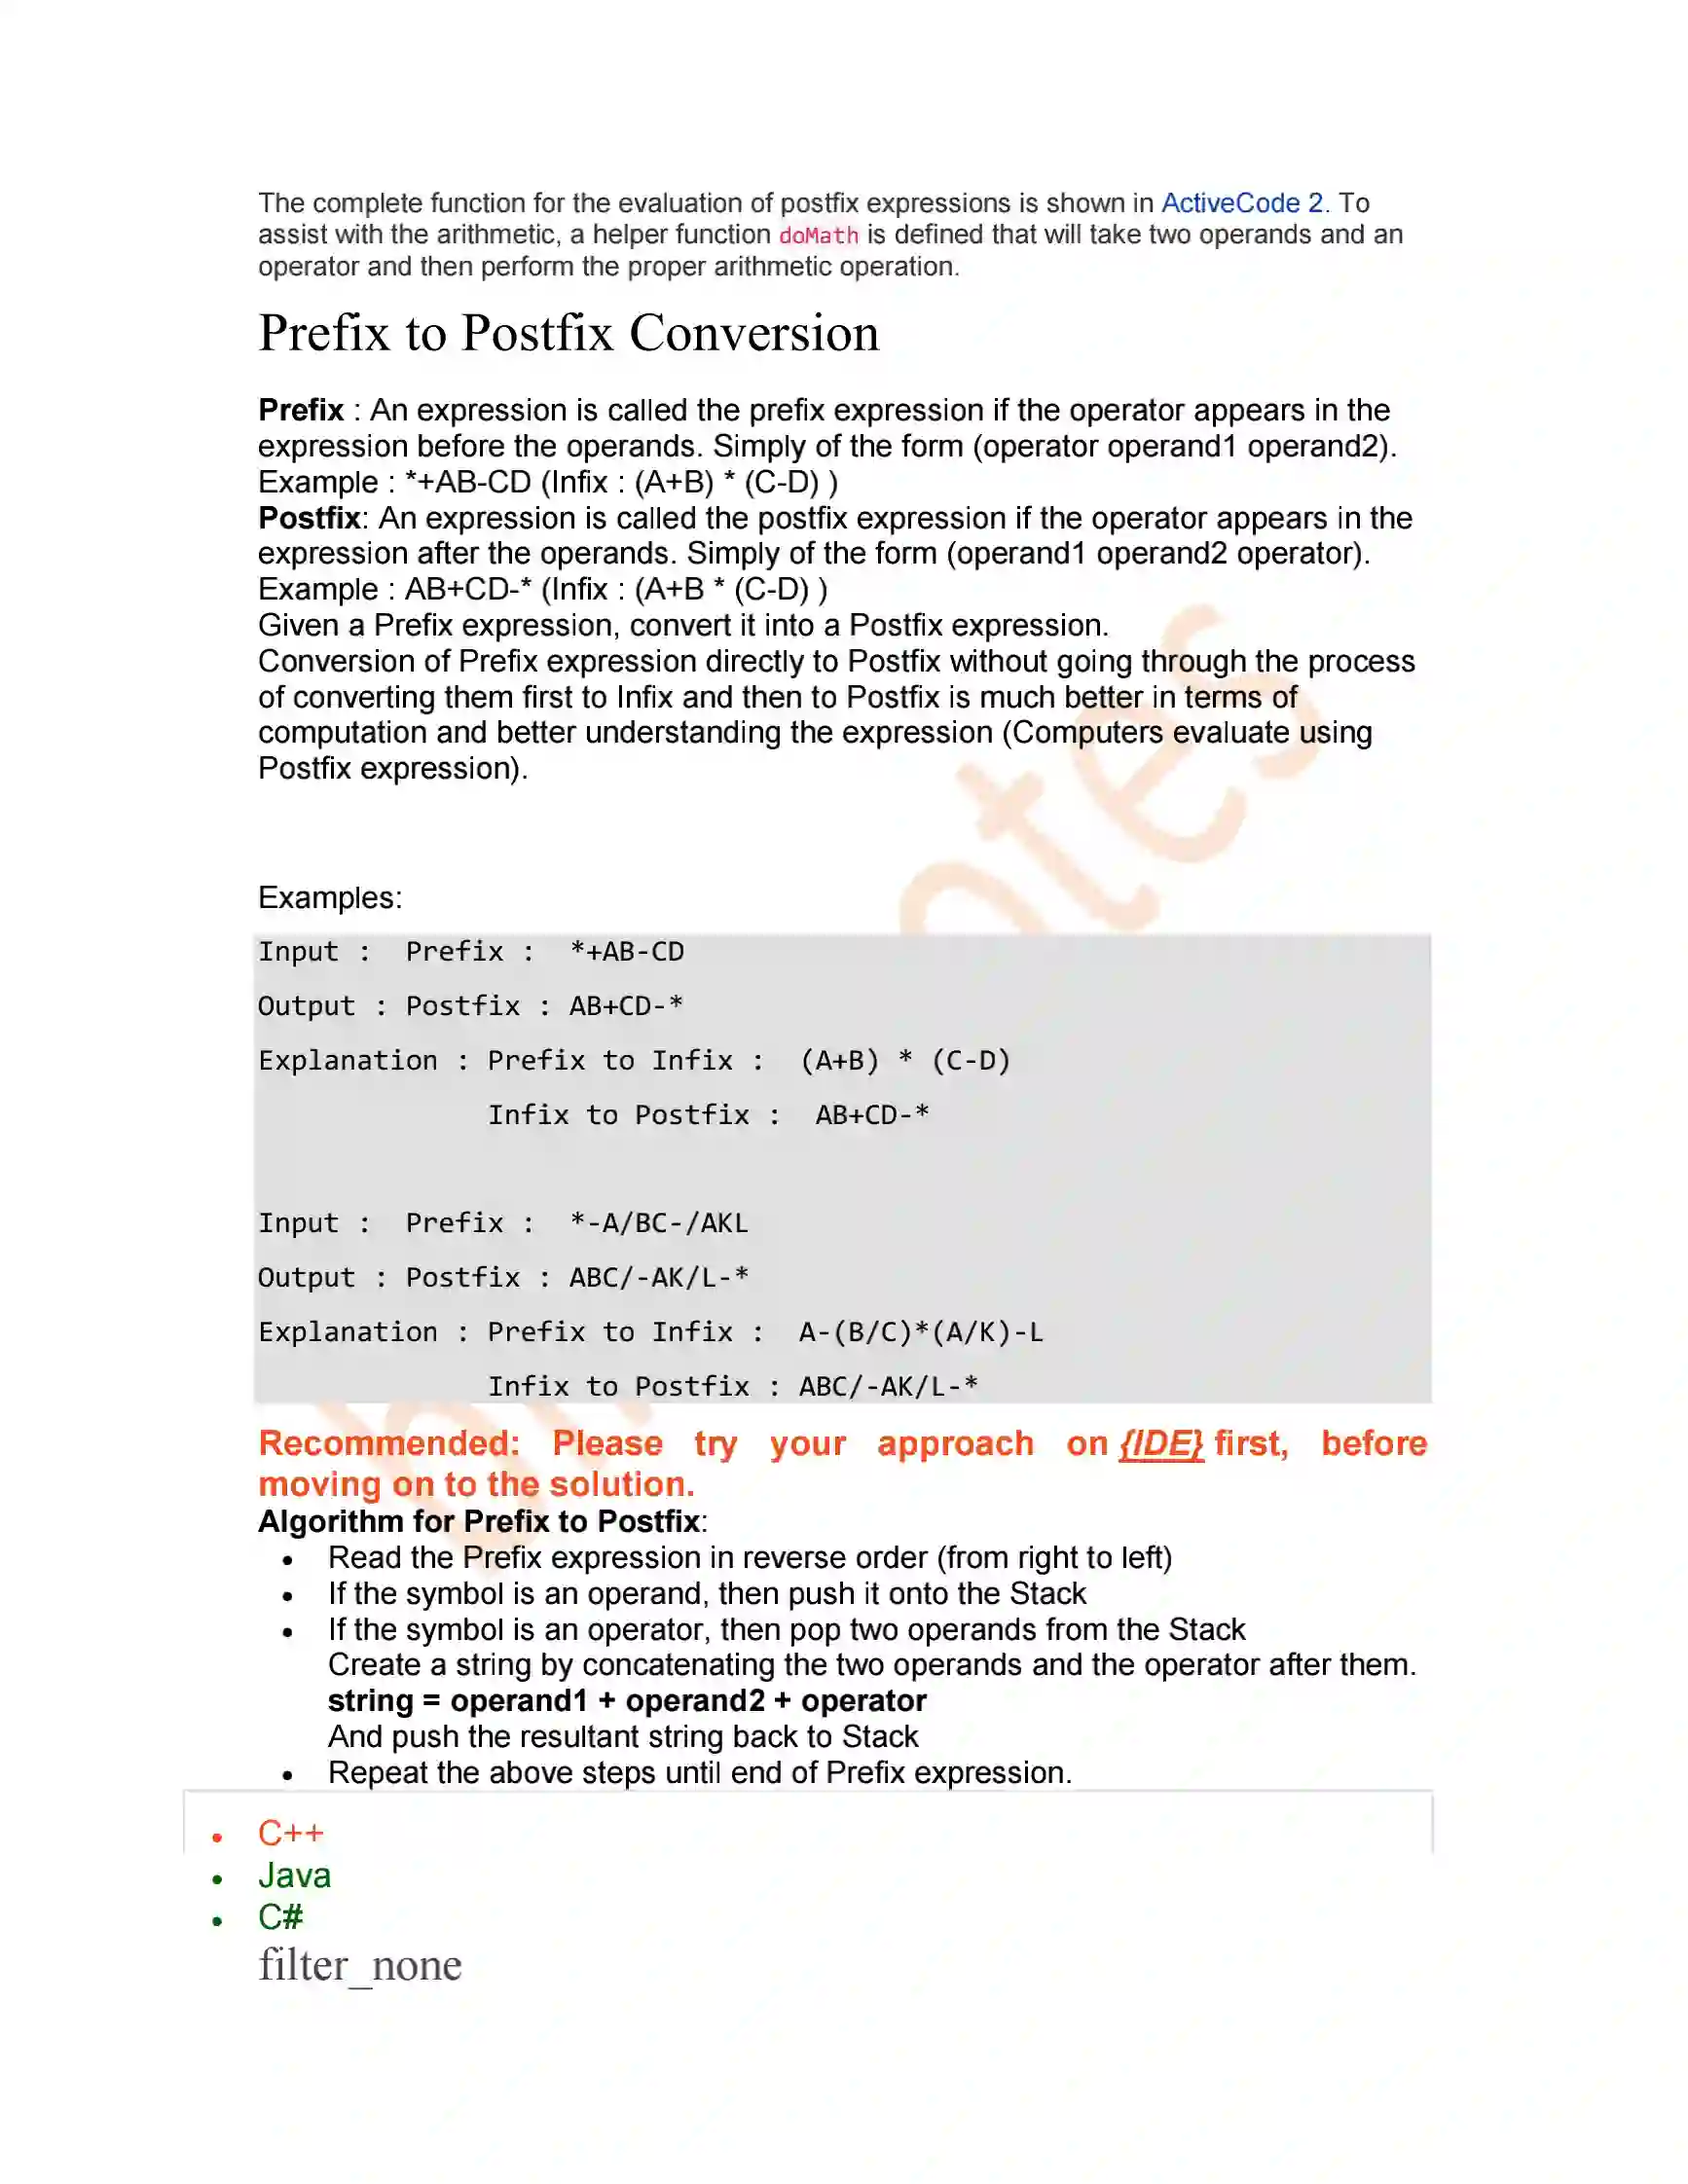 The complete function for the evaluation of postfix expressions is shown in ActiveCode 2. To
assist with the arithmetic, a helper function doMath is defined that will take two operands and an
operator and then perform the proper arithmetic operation.
Prefix to Postfix Conversion
Prefix : An expression is called the prefix expression if the operator appears in the
expression before the operands. Simply of the form (operator operand1 operand2).
Example : *+AB-CD (Infix : (A+B) * (C-D) )
Postfix: An expression is called the postfix expression if the operator appears in the
expression after the operands. Simply of the form (operand1 operand2 operator).
Example : AB+CD-* (Infix : (A+B * (C-D) )
Given a Prefix expression, convert it into a Postfix expression.
Conversion of Prefix expression directly to Postfix without going through the process
of converting them first to Infix and then to Postfix is much better in terms of
computation and better understanding the expression (Computers evaluate using
Postfix expression).
Examples:
Input :  Prefix :  *+AB-CD
Output : Postfix : AB+CD-*
Explanation : Prefix to Infix :  (A+B) * (C-D)
Infix to Postfix :  AB+CD-*
Input :  Prefix :  *-A/BC-/AKL
Output : Postfix : ABC/-AK/L-*
Explanation : Prefix to Infix :  A-(B/C)*(A/K)-L
Infix to Postfix : ABC/-AK/L-*
Recommended: Please try your approach on {IDE} first, before
moving on to the solution.
Algorithm for Prefix to Postfix:
• Read the Prefix expression in reverse order (from right to left)
• If the symbol is an operand, then push it onto the Stack
• If the symbol is an operator, then pop two operands from the Stack
Create a string by concatenating the two operands and the operator after them.
string = operand1 + operand2 + operator
And push the resultant string back to Stack
• Repeat the above steps until end of Prefix expression.
• C++
• Java
• C#
filter_none